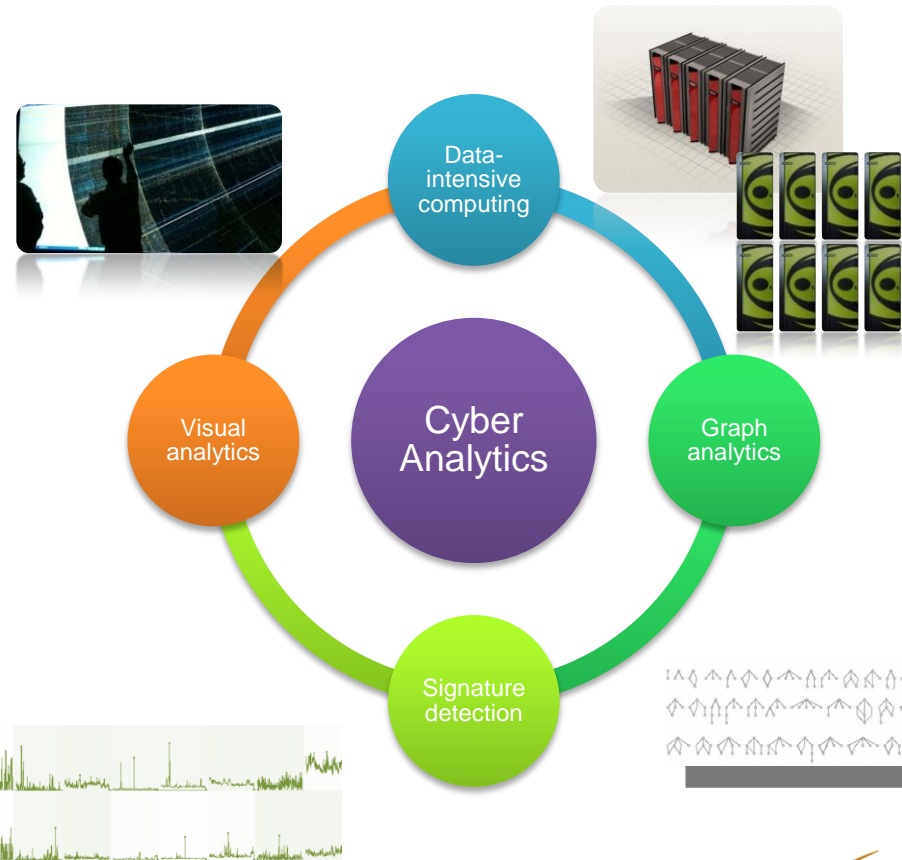 Data-
intensive
computing
Visual
analytics
Cyber
Analytics
Graph
analytics
Signature
detection